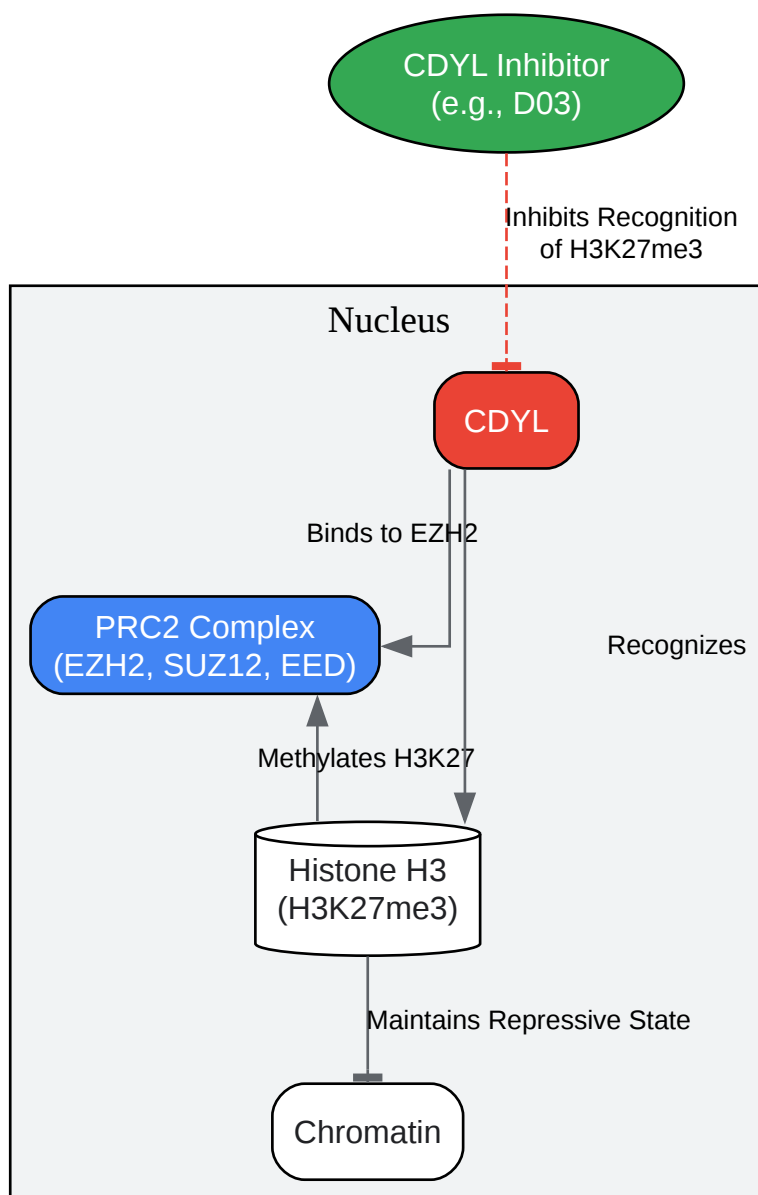 CDYL Inhibitor
(e.g., D03)
Inhibits Recognition
of H3K27me3
Nucleus
CDYL
Binds to EZH2
PRC2 Complex
(EZH2, SUZ12, EED)
Recognizes
Methylates H3K27
Histone H3
(H3K27me3)
Maintains Repressive State
Chromatin